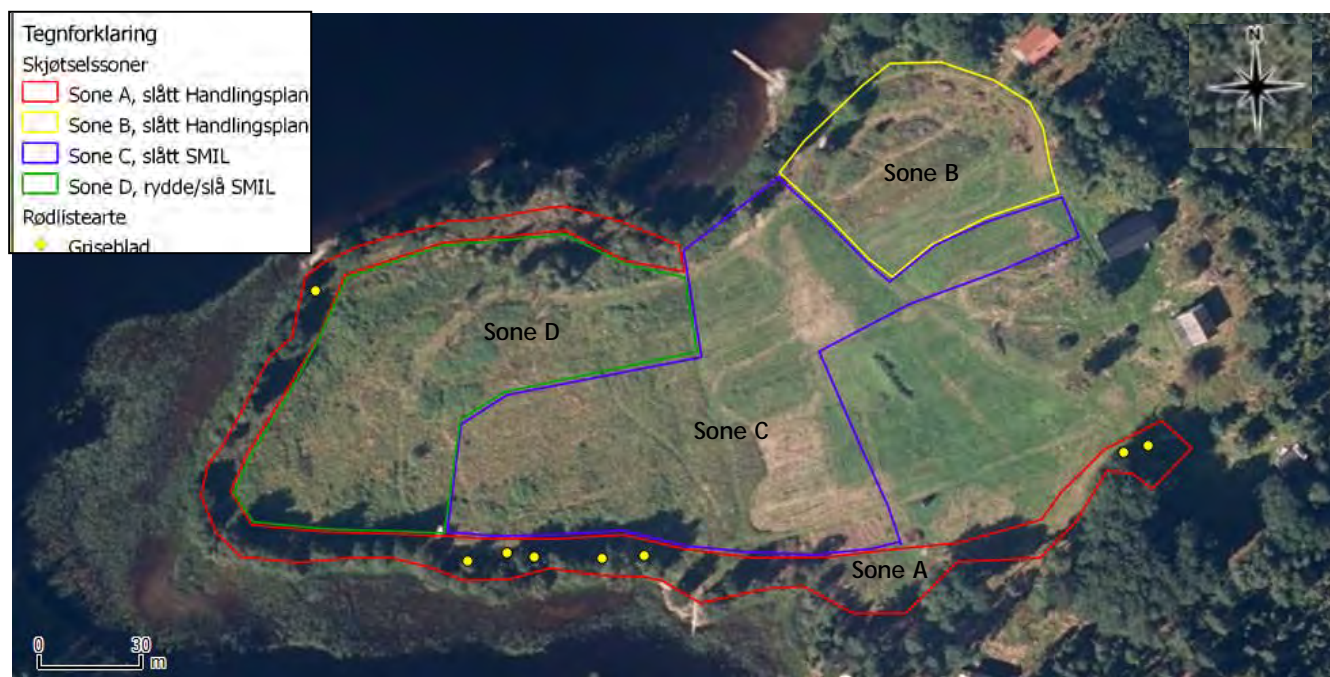 Tegnforklaring
Skjøtselssoner
Sone A, slått Handlingsplan
Sone B, slått Handlingsplan
Sone C, slått SMIL
Sone D, rydde/slå SMIL
Rødlistearte
Griseblad
N
Sone B
Sone D
Sone C
Sone A
0 30
m